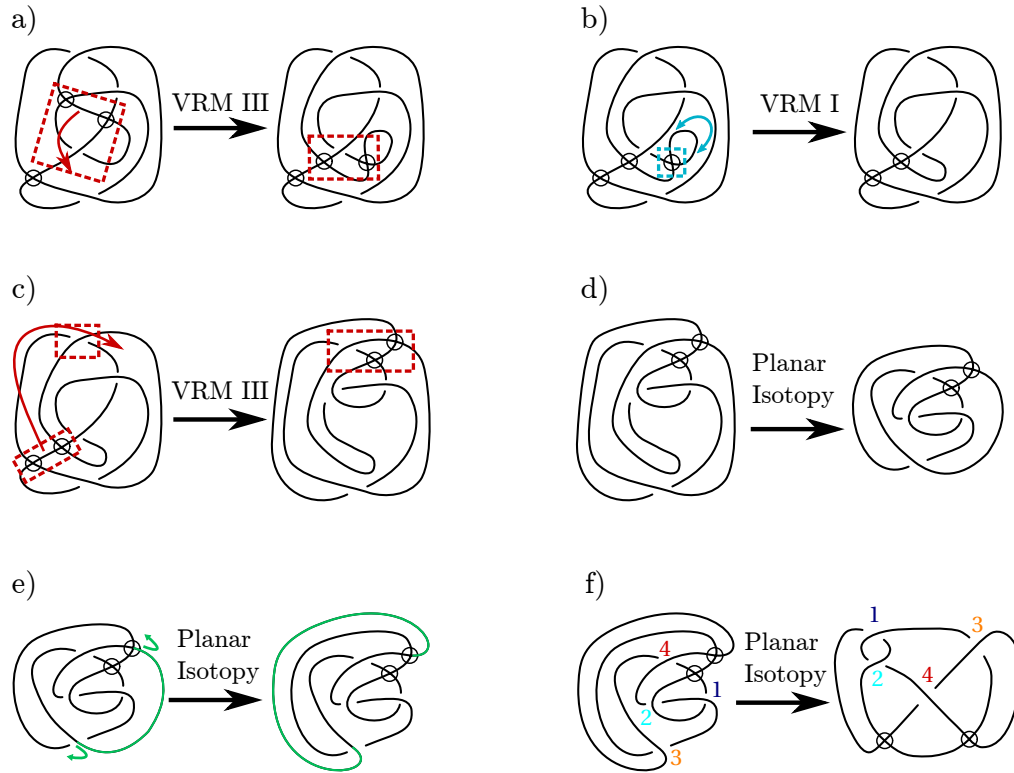 a)
VRM III
b)
VRM I
c)
VRM III
d)
Planar
Isotopy
e)
Planar
Isotopy
f)
4
1
2
3
Planar
Isotopy
1
3
2
4